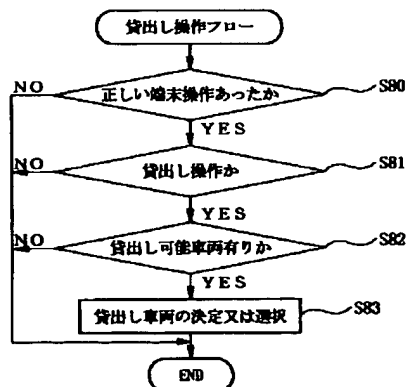 貸出し操作フロー
正しい端末操作あったか
S80
NO
YES
貸出し操作か
S81
NO
YES
貸出し可能車両有りか
S82
NO
YES
貸出し車両の決定又は選択
S83
END